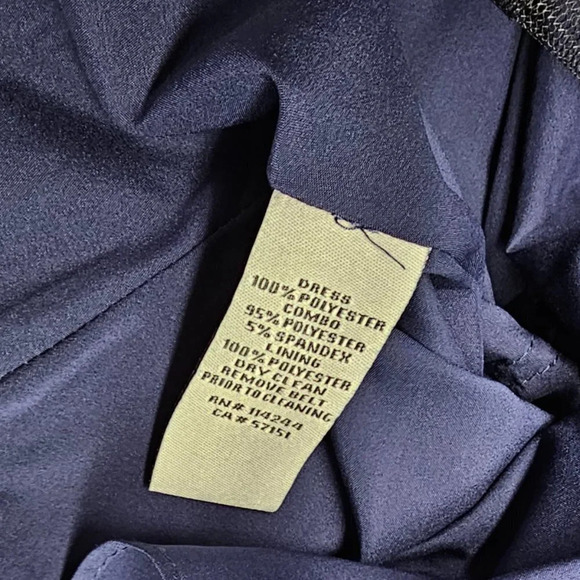 DRESS
100% POLYESTER
COMBO
95% POLYESTER
5% SPANDEX
LINING
100% POLYESTER
DRY CLEAN
REMOVE BELT
PRIOR TO CLEANING
RN# 114244
CA# 57151